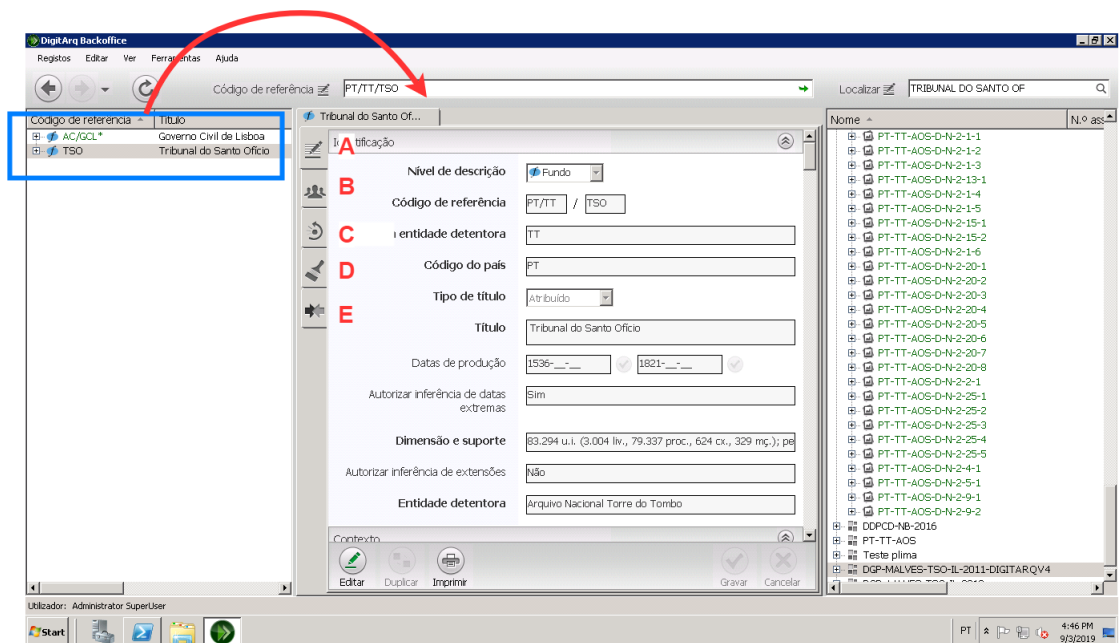 DigitArq Backoffice
Registos Editar Ver Ferramentas Ajuda
Código de referência PT/TT/TSO
Localizar TRIBUNAL DO SANTO OF
Código de referência Título
AC/GCL* Governo Civil de Lisboa
TSO Tribunal do Santo Ofício
Tribunal do Santo Of...
A
B
C
D
E
Identificação
Nível de descrição Fundo
Código de referência PT/TT / TSO
entidade detentora TT
Código do país PT
Tipo de título Atribuído
Título Tribunal do Santo Ofício
Datas de produção 1536-__-__ 1821-__-__
Autorizar inferência de datas
extremas Sim
Dimensão e suporte 83.294 u.i. (3.004 liv., 79.337 proc., 624 cx., 329 mç.); pe
Autorizar inferência de extensões Não
Entidade detentora Arquivo Nacional Torre do Tombo
Contexto
Editar Duplicar Imprimir Gravar Cancelar
Nome N.º ass
PT-TT-AOS-D-N-2-1-1
PT-TT-AOS-D-N-2-1-2
PT-TT-AOS-D-N-2-1-3
PT-TT-AOS-D-N-2-13-1
PT-TT-AOS-D-N-2-1-4
PT-TT-AOS-D-N-2-1-5
PT-TT-AOS-D-N-2-15-1
PT-TT-AOS-D-N-2-15-2
PT-TT-AOS-D-N-2-1-6
PT-TT-AOS-D-N-2-20-1
PT-TT-AOS-D-N-2-20-2
PT-TT-AOS-D-N-2-20-3
PT-TT-AOS-D-N-2-20-4
PT-TT-AOS-D-N-2-20-5
PT-TT-AOS-D-N-2-20-6
PT-TT-AOS-D-N-2-20-7
PT-TT-AOS-D-N-2-20-8
PT-TT-AOS-D-N-2-2-1
PT-TT-AOS-D-N-2-25-1
PT-TT-AOS-D-N-2-25-2
PT-TT-AOS-D-N-2-25-3
PT-TT-AOS-D-N-2-25-4
PT-TT-AOS-D-N-2-25-5
PT-TT-AOS-D-N-2-4-1
PT-TT-AOS-D-N-2-5-1
PT-TT-AOS-D-N-2-9-1
PT-TT-AOS-D-N-2-9-2
DDPCD-NB-2016
PT-TT-AOS
Teste plima
DGP-MALVES-TSO-IL-2011-DIGITARQV4
Utilizador: Administrator SuperUser
Start
PT
4:46 PM
9/3/2019